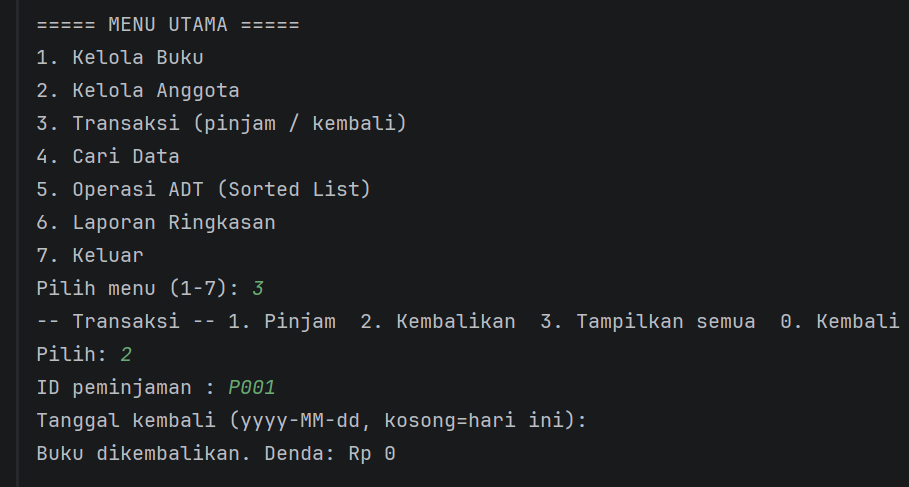 ===== MENU UTAMA =====
1. Kelola Buku
2. Kelola Anggota
3. Transaksi (pinjam / kembali)
4. Cari Data
5. Operasi ADT (Sorted List)
6. Laporan Ringkasan
7. Keluar
Pilih menu (1-7): 3
-- Transaksi -- 1. Pinjam  2. Kembalikan  3. Tampilkan semua  0. Kembali
Pilih: 2
ID peminjaman : P001
Tanggal kembali (yyyy-MM-dd, kosong=hari ini):
Buku dikembalikan. Denda: Rp 0